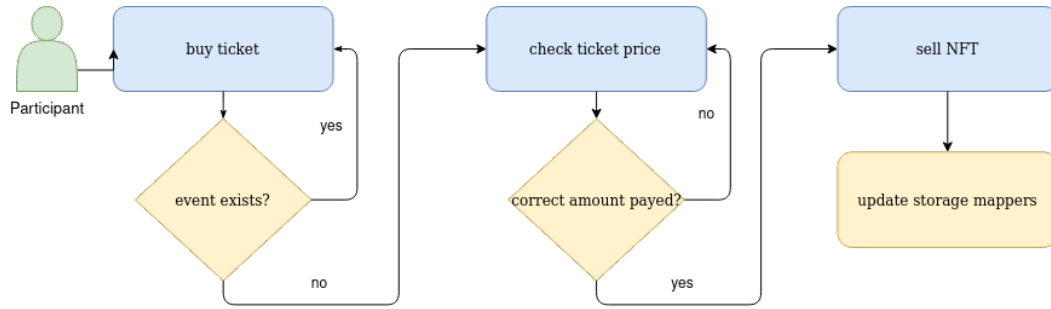 buy ticket
check ticket price
sell NFT
Participant
yes
no
event exists?
correct amount payed?
update storage mappers
no
yes